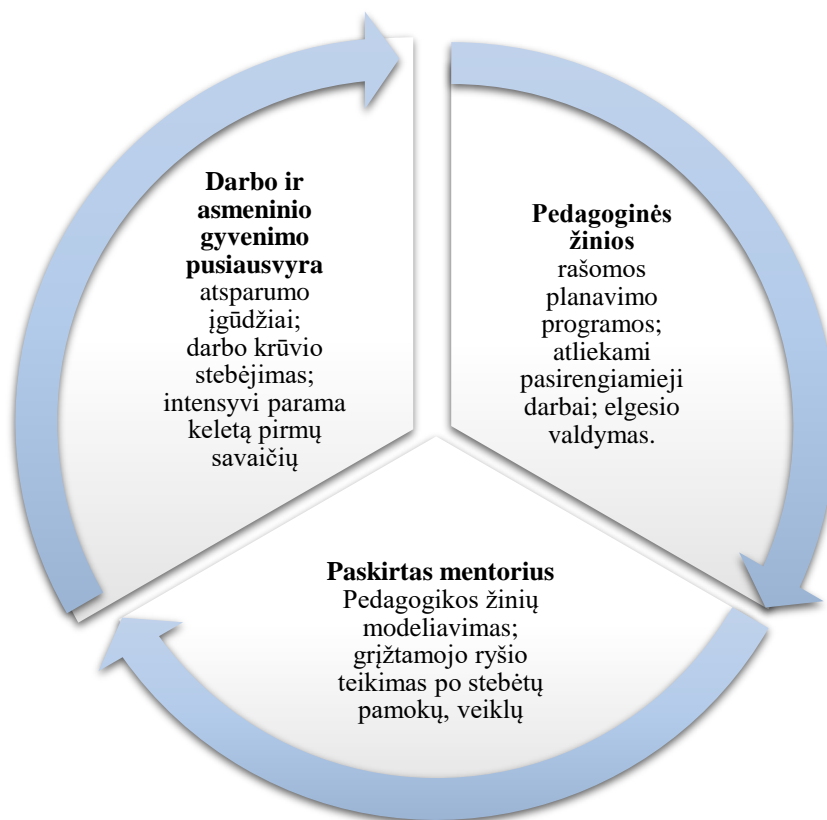 Darbo ir
asmeninio
gyvenimo
pusiausvyra
atsparumo
įgūdžiai;
darbo krūvio
stebėjimas;
intensyvi parama
keletą pirmų
savaičių
Pedagoginės
žinios
rašomos
planavimo
programos;
atliekami
pasirengiamieji
darbai; elgesio
valdymas.
Paskirtas mentorius
Pedagogikos žinių
modeliavimas;
grįžtamojo ryšio
teikimas po stebėtų
pamokų, veiklų